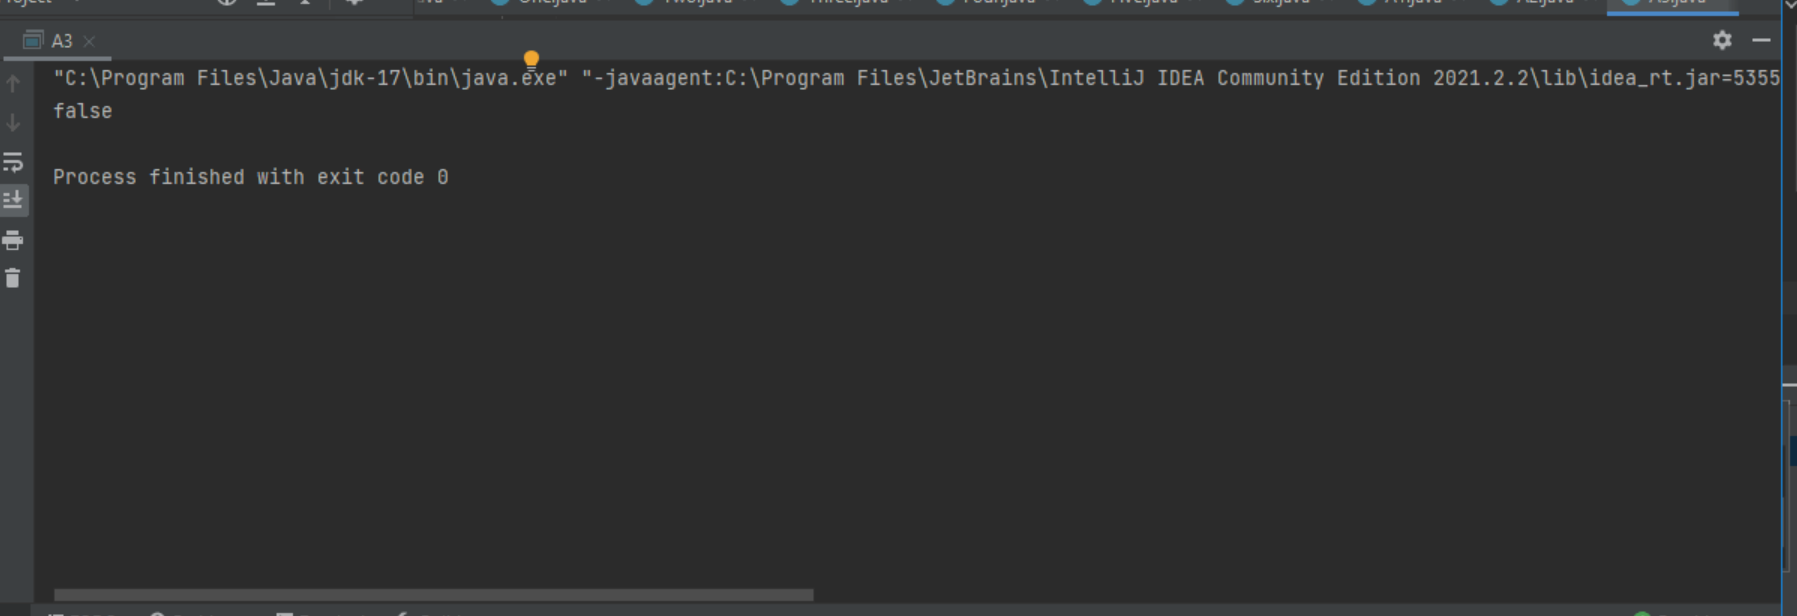 A3
"C:\Program Files\Java\jdk-17\bin\java.exe" "-javaagent:C:\Program Files\JetBrains\IntelliJ IDEA Community Edition 2021.2.2\lib\idea_rt.jar=5355
false
Process finished with exit code 0